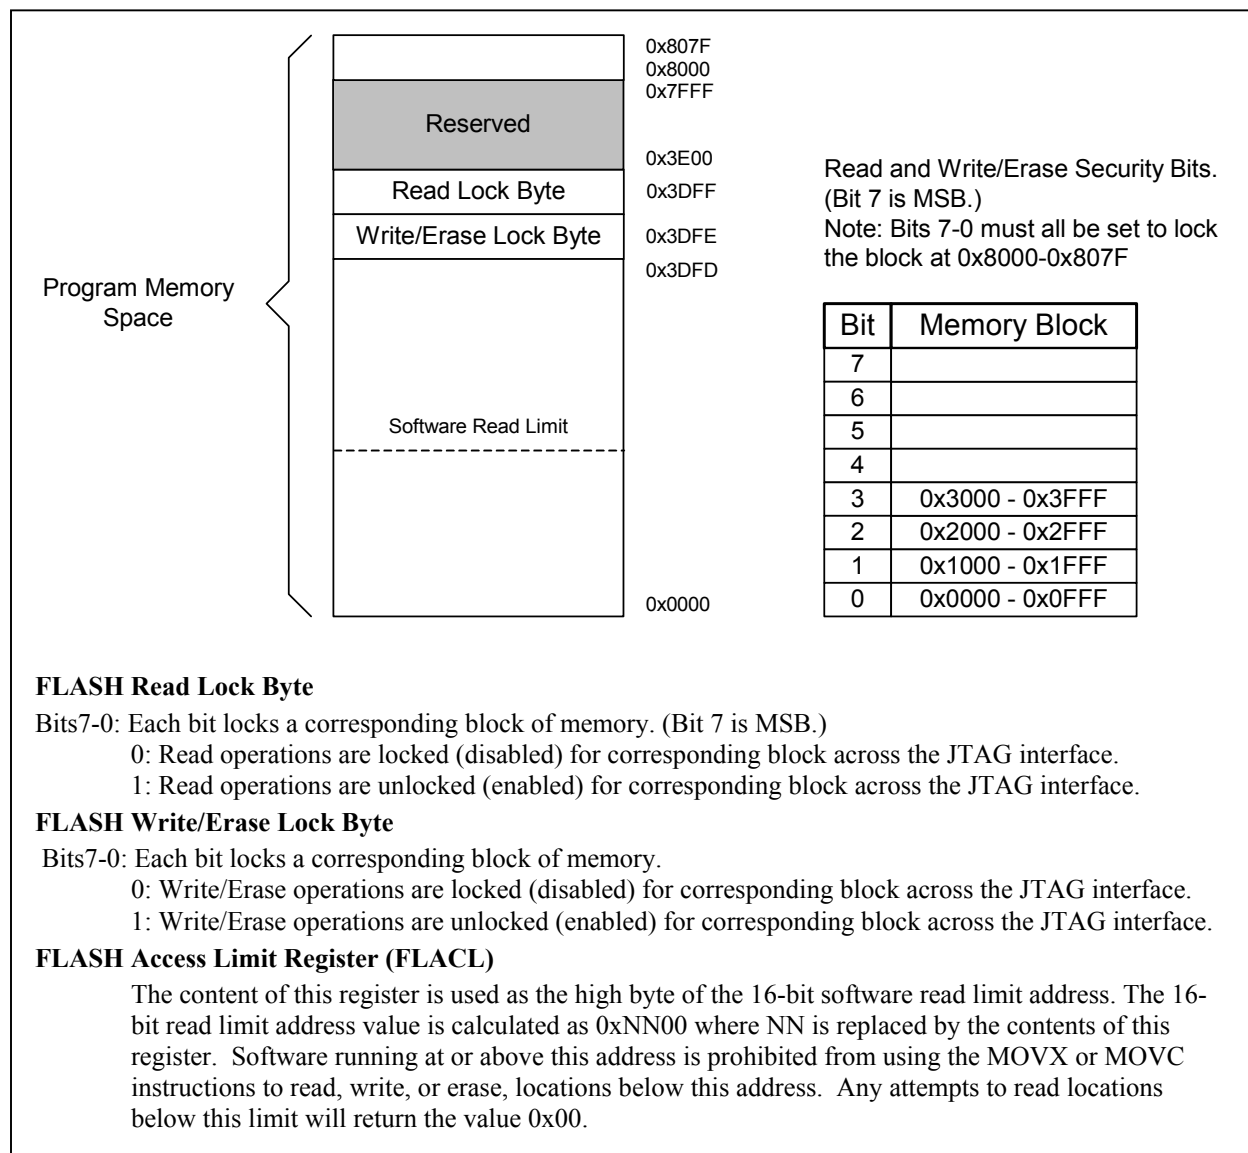 0x807F
0x8000
0x7FFF
Reserved
0x3E00
Read Lock Byte
0x3DFF
Write/Erase Lock Byte
0x3DFE
0x3DFD
Program Memory
Space
Software Read Limit
0x0000
Read and Write/Erase Security Bits.
(Bit 7 is MSB.)
Note: Bits 7-0 must all be set to lock
the block at 0x8000-0x807F
Bit Memory Block
7
6
5
4
3 0x3000 - 0x3FFF
2 0x2000 - 0x2FFF
1 0x1000 - 0x1FFF
0 0x0000 - 0x0FFF
FLASH Read Lock Byte
Bits7-0: Each bit locks a corresponding block of memory. (Bit 7 is MSB.)
0: Read operations are locked (disabled) for corresponding block across the JTAG interface.
1: Read operations are unlocked (enabled) for corresponding block across the JTAG interface.
FLASH Write/Erase Lock Byte
Bits7-0: Each bit locks a corresponding block of memory.
0: Write/Erase operations are locked (disabled) for corresponding block across the JTAG interface.
1: Write/Erase operations are unlocked (enabled) for corresponding block across the JTAG interface.
FLASH Access Limit Register (FLACL)
The content of this register is used as the high byte of the 16-bit software read limit address. The 16-
bit read limit address value is calculated as 0xNN00 where NN is replaced by the contents of this
register. Software running at or above this address is prohibited from using the MOVX or MOVC
instructions to read, write, or erase, locations below this address. Any attempts to read locations
below this limit will return the value 0x00.